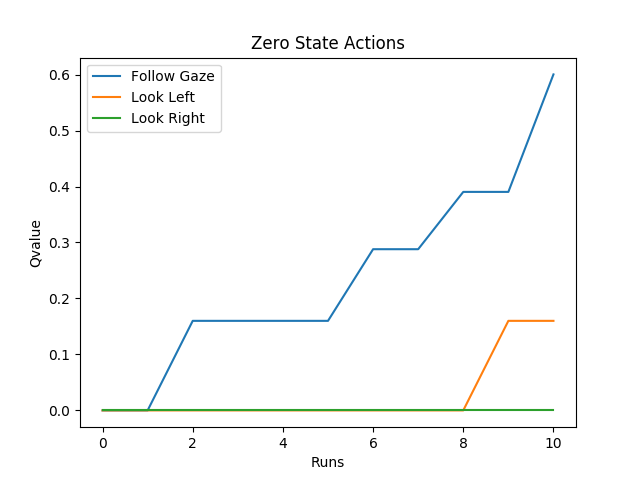 Zero State Actions
Follow Gaze
Look Left
Look Right
0.6
0.5
0.4
0.3
0.2
0.1
0.0
Qvalue
0 2 4 6 8 10
Runs